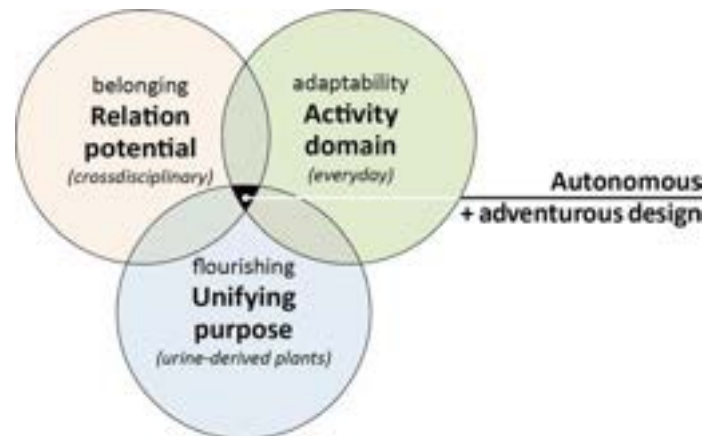 belonging
Relation
potential
(crossdisciplinary)
adaptability
Activity
domain
(everyday)
Autonomous
+ adventurous design
flourishing
Unifying
purpose
(urine-derived plants)